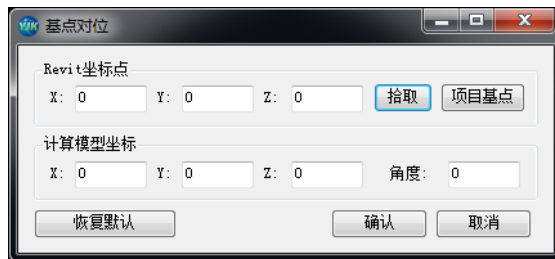 YJK 基点对位
Revit坐标点
X: 0 Y: 0 Z: 0 拾取 项目基点
计算模型坐标
X: 0 Y: 0 Z: 0 角度: 0
恢复默认 确认 取消